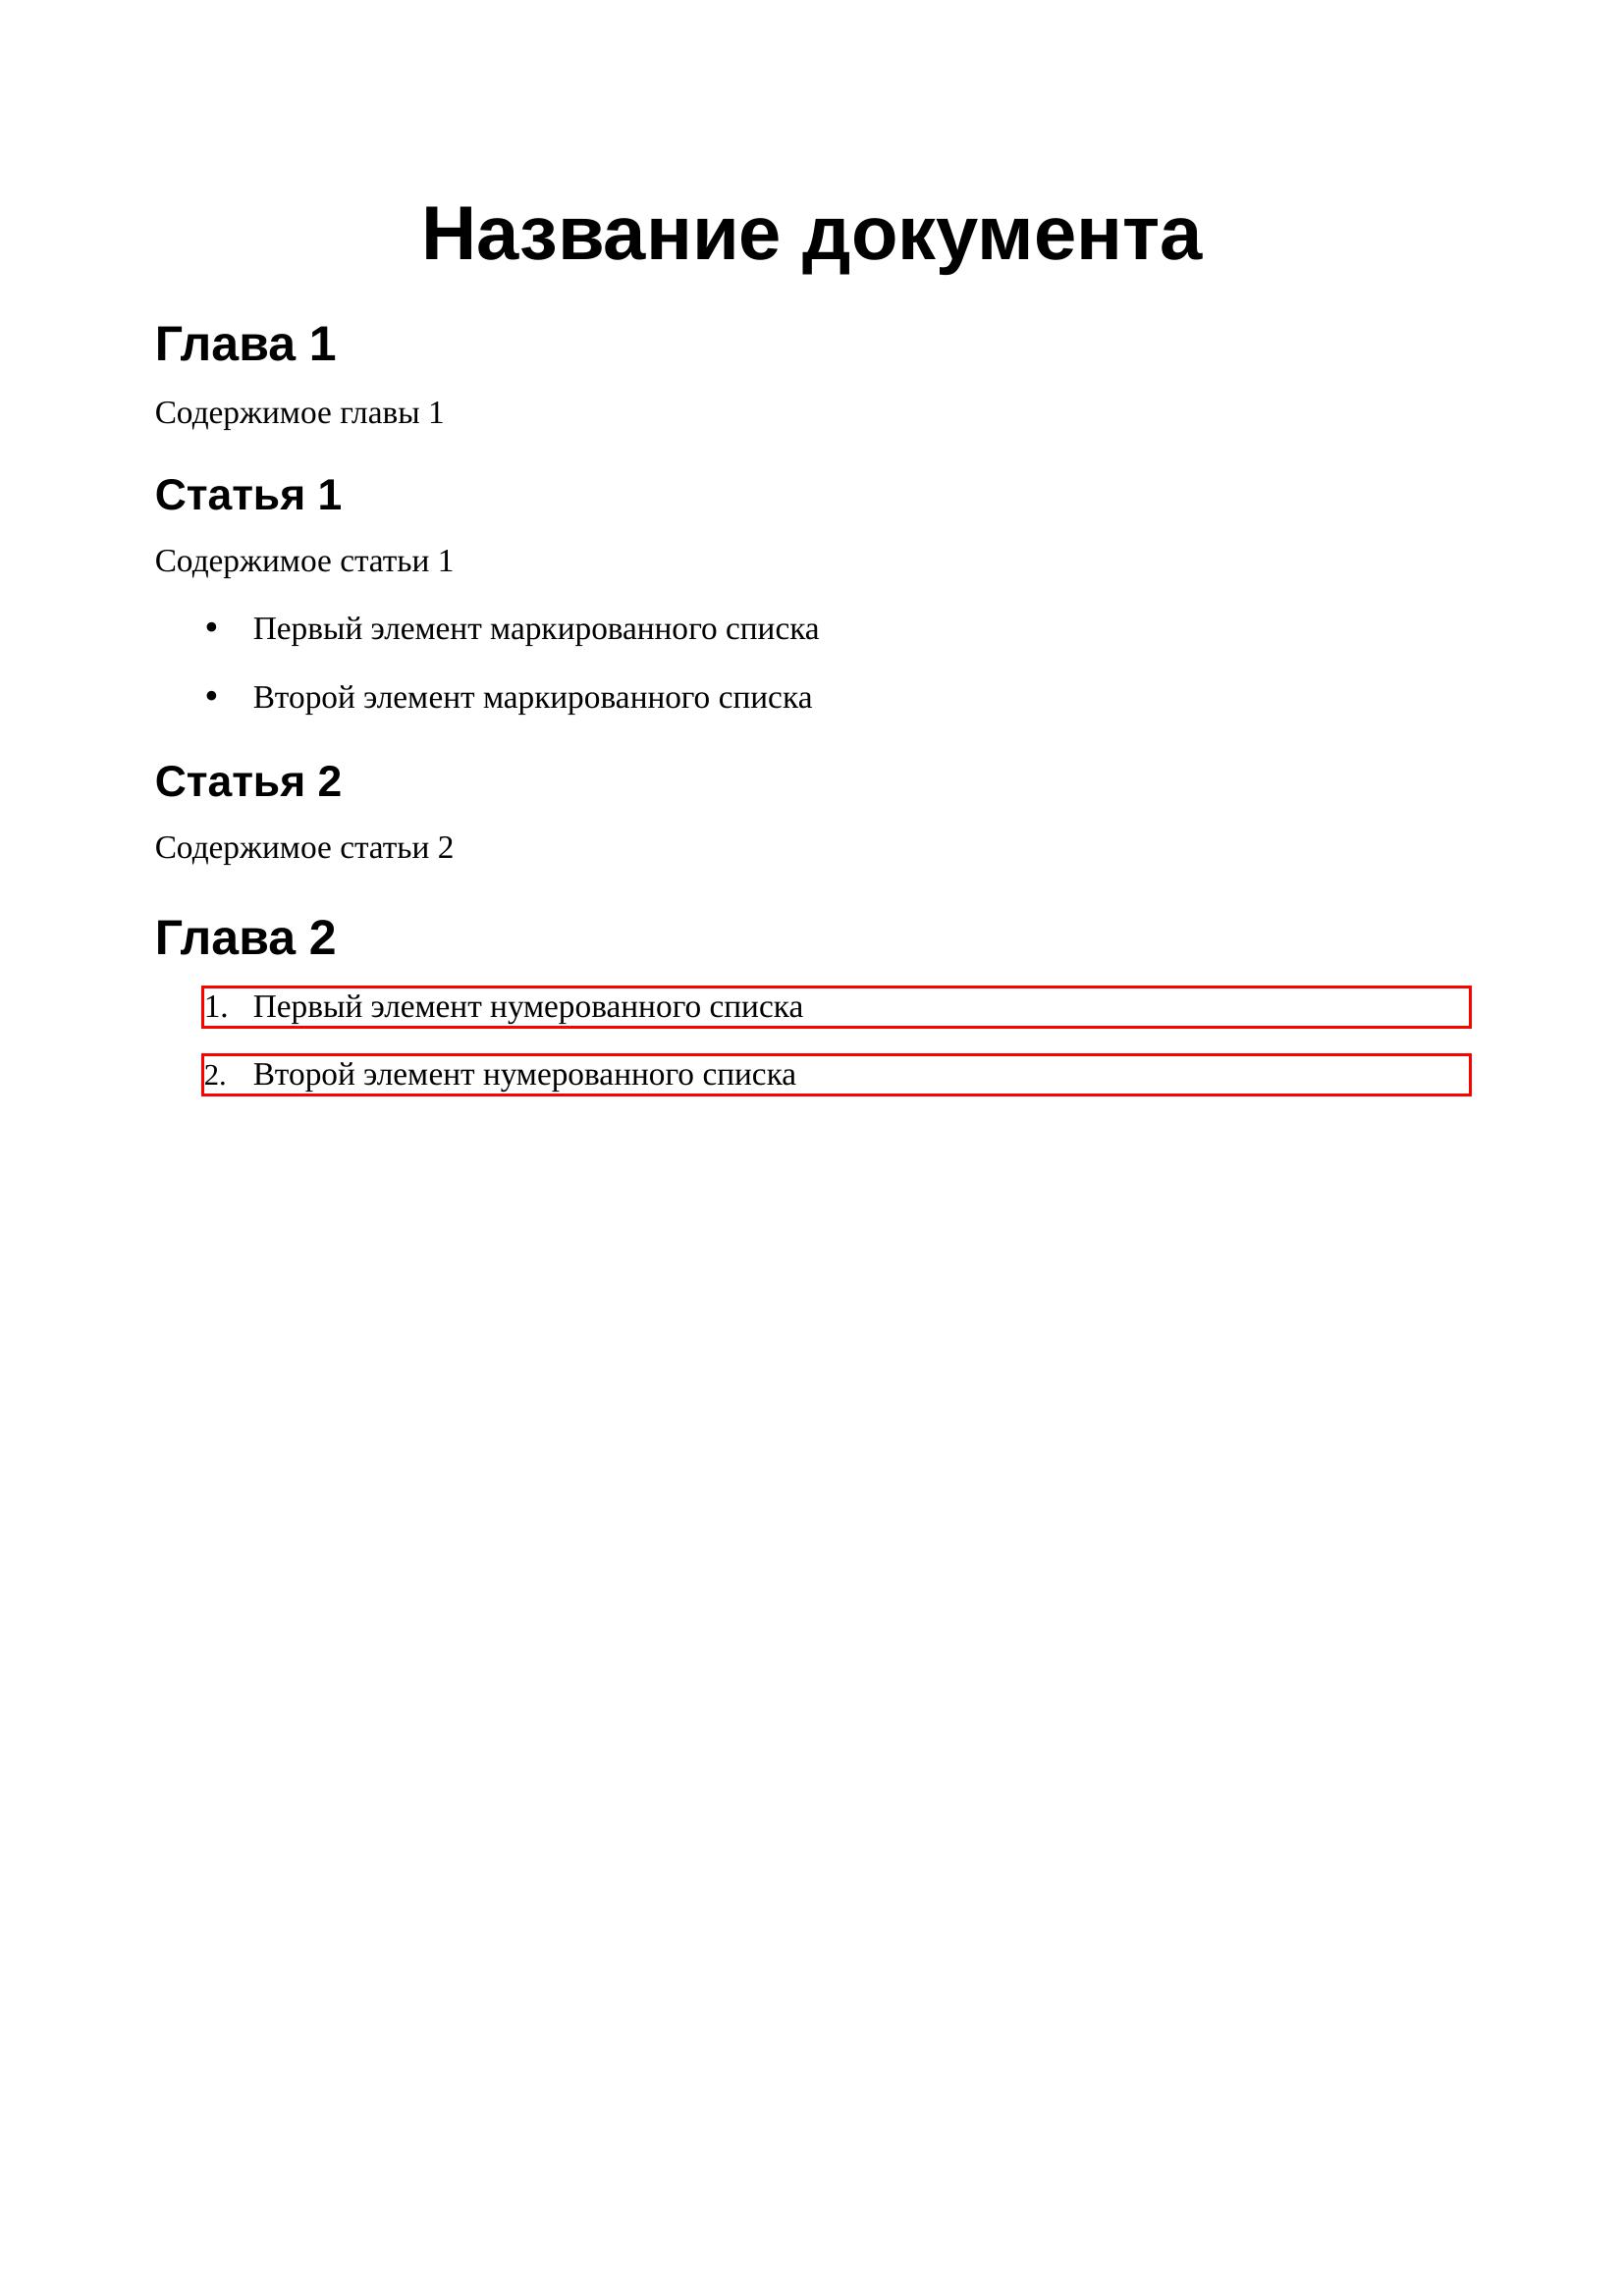 Название документа
Глава 1
Содержимое главы 1
Статья 1
Содержимое статьи 1
• Первый элемент маркированного списка
• Второй элемент маркированного списка
Статья 2
Содержимое статьи 2
Глава 2
1. Первый элемент нумерованного списка
2. Второй элемент нумерованного списка